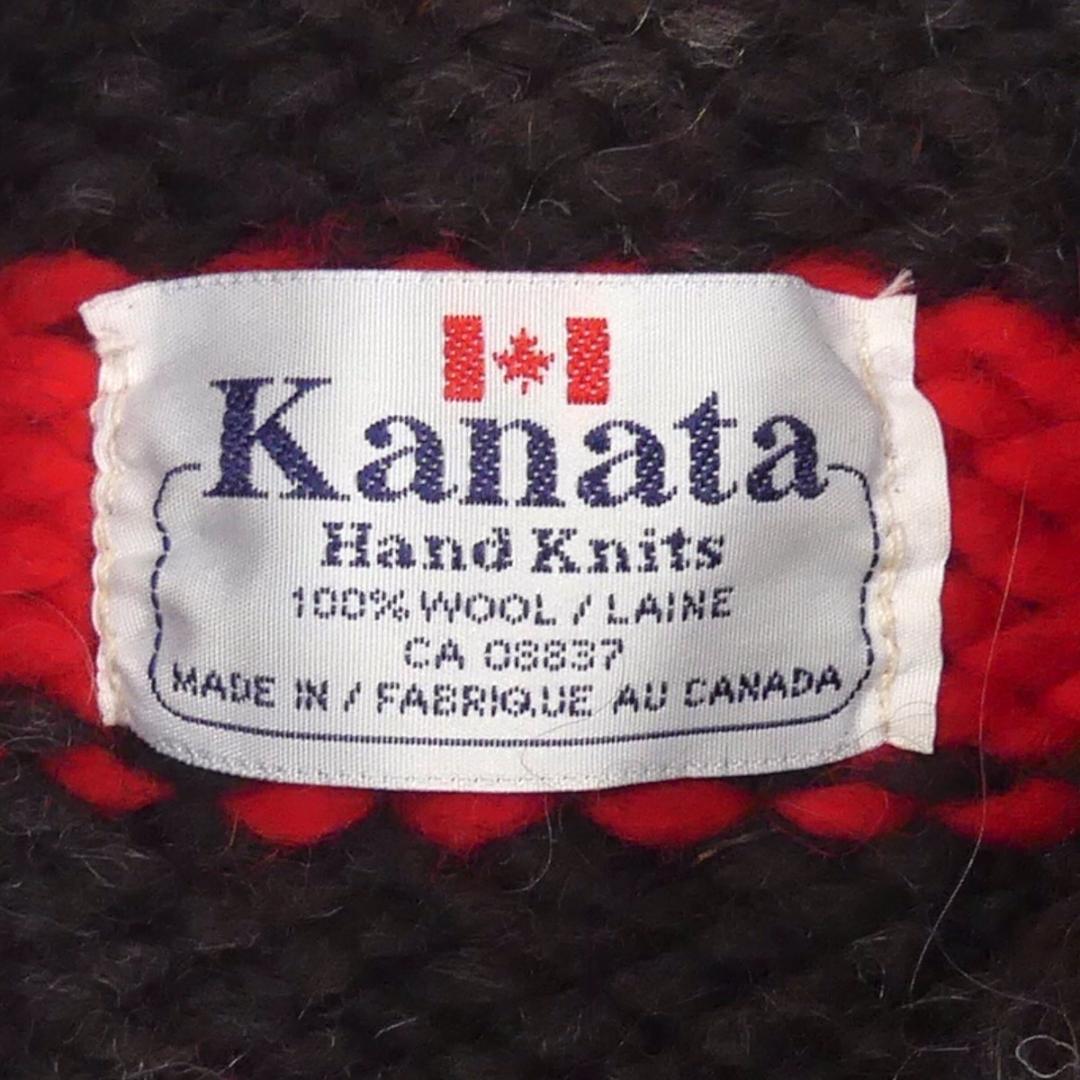 Kanata
Hand Knits
100% WOOL / LAINE
CA 08837
MADE IN / FABRIQUE AU CANADA